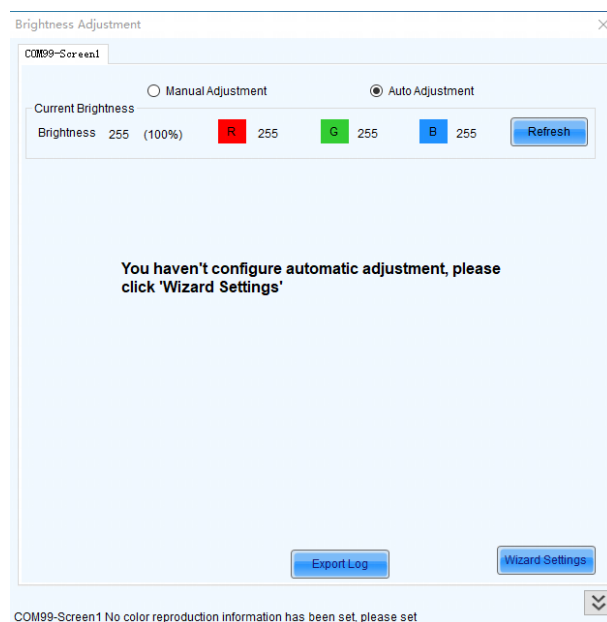 Brightness Adjustment
COM99-Screen1
Manual Adjustment Auto Adjustment
Current Brightness
Brightness 255 (100%) R 255 G 255 B 255 Refresh
You haven't configure automatic adjustment, please
click 'Wizard Settings'
Export Log Wizard Settings
COM99-Screen1 No color reproduction information has been set, please set